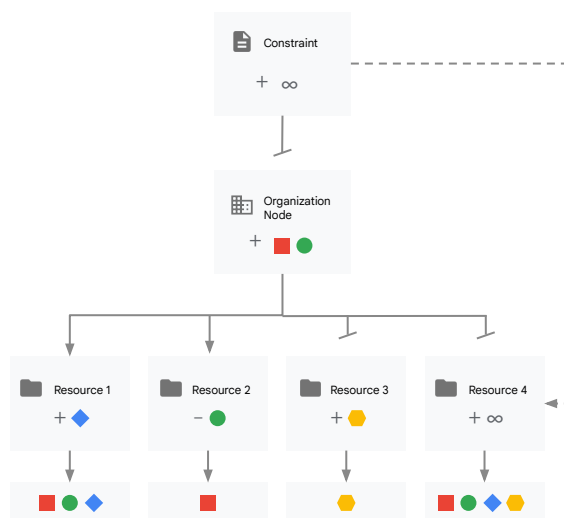 Constraint
+ ∞
Organization
Node
+
Resource 1
+
Resource 2
−
Resource 3
+
Resource 4
+ ∞